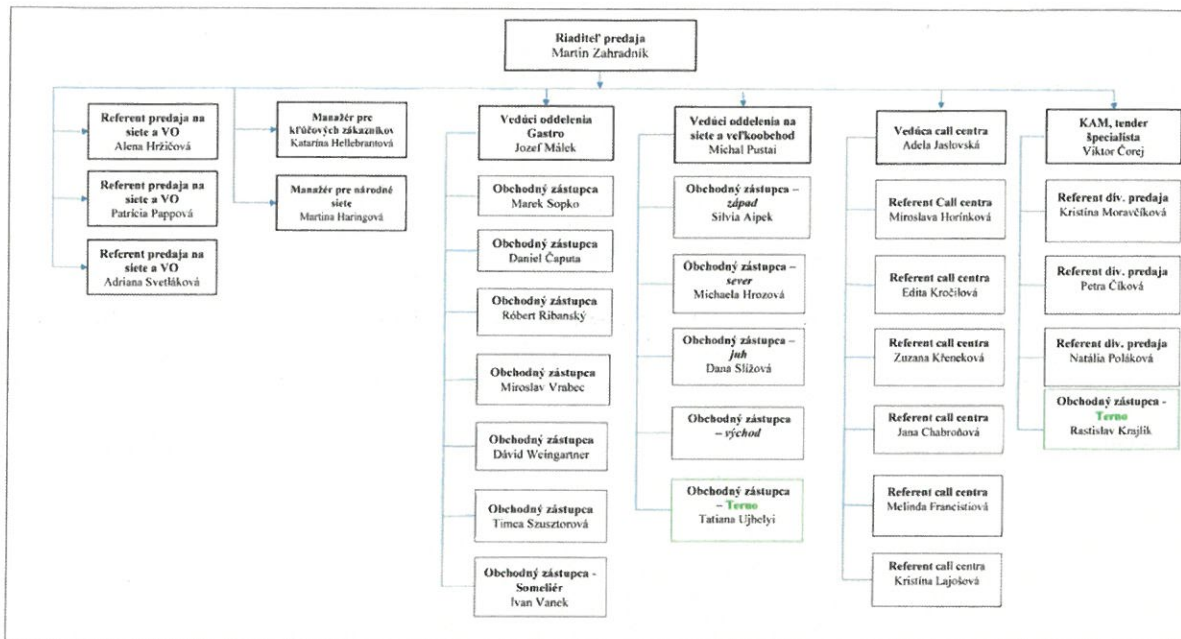 Riaditeľ predaja
Martin Zahradník
Referent predaja na
siete a VO
Alena Hržičová
Referent predaja na
siete a VO
Patrícia Pappová
Referent predaja na
siete a VO
Adriana Svetláková
Manažér pre
kľúčových zákazníkov
Katarína Hellebrantová
Manažér pre národné
siete
Martina Haringová
Vedúci oddelenia
Gastro
Jozef Málek
Obchodný zástupca
Marek Sopko
Obchodný zástupca
Daniel Čaputa
Obchodný zástupca
Róbert Ribanský
Obchodný zástupca
Miroslav Vrabec
Obchodný zástupca
Dávid Weingartner
Obchodný zástupca
Timea Szusztorová
Obchodný zástupca -
Someliér
Ivan Vanek
Vedúci oddelenia na
siete a veľkoobchod
Michal Pustai
Obchodný zástupca –
západ
Silvia Aipek
Obchodný zástupca –
sever
Michaela Hrozová
Obchodný zástupca –
juh
Dana Slížová
Obchodný zástupca
– východ
Obchodný zástupca
– Terno
Tatiana Ujhelyi
Vedúca call centra
Adela Jaslovská
Referent Call centra
Miroslava Horínková
Referent call centra
Edita Kročilová
Referent call centra
Zuzana Křeneková
Referent call centra
Jana Chabroňová
Referent call centra
Melinda Francistiová
Referent call centra
Kristína Lajošová
KAM, tender
špecialista
Viktor Čorej
Referent div. predaja
Kristína Moravčíková
Referent div. predaja
Petra Číková
Referent div. predaja
Natália Poláková
Obchodný zástupca -
Terno
Rastislav Krajlik